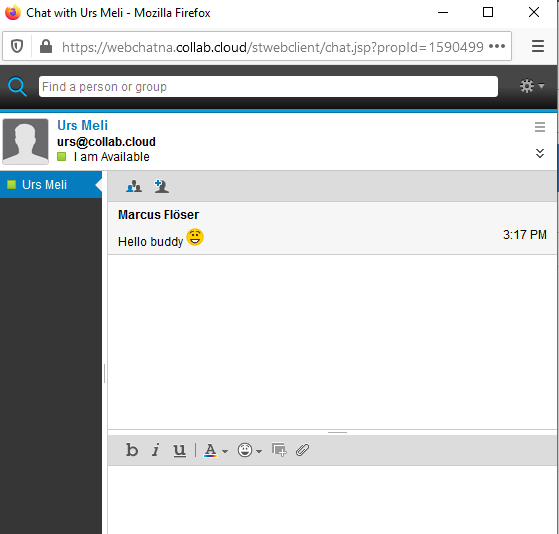 Chat with Urs Meli - Mozilla Firefox
https://webchatna.collab.cloud/stwebclient/chat.jsp?propId=1590499
Find a person or group
Urs Meli
urs@collab.cloud
I am Available
Urs Meli
Marcus Flöser
Hello buddy
3:17 PM
b i u A